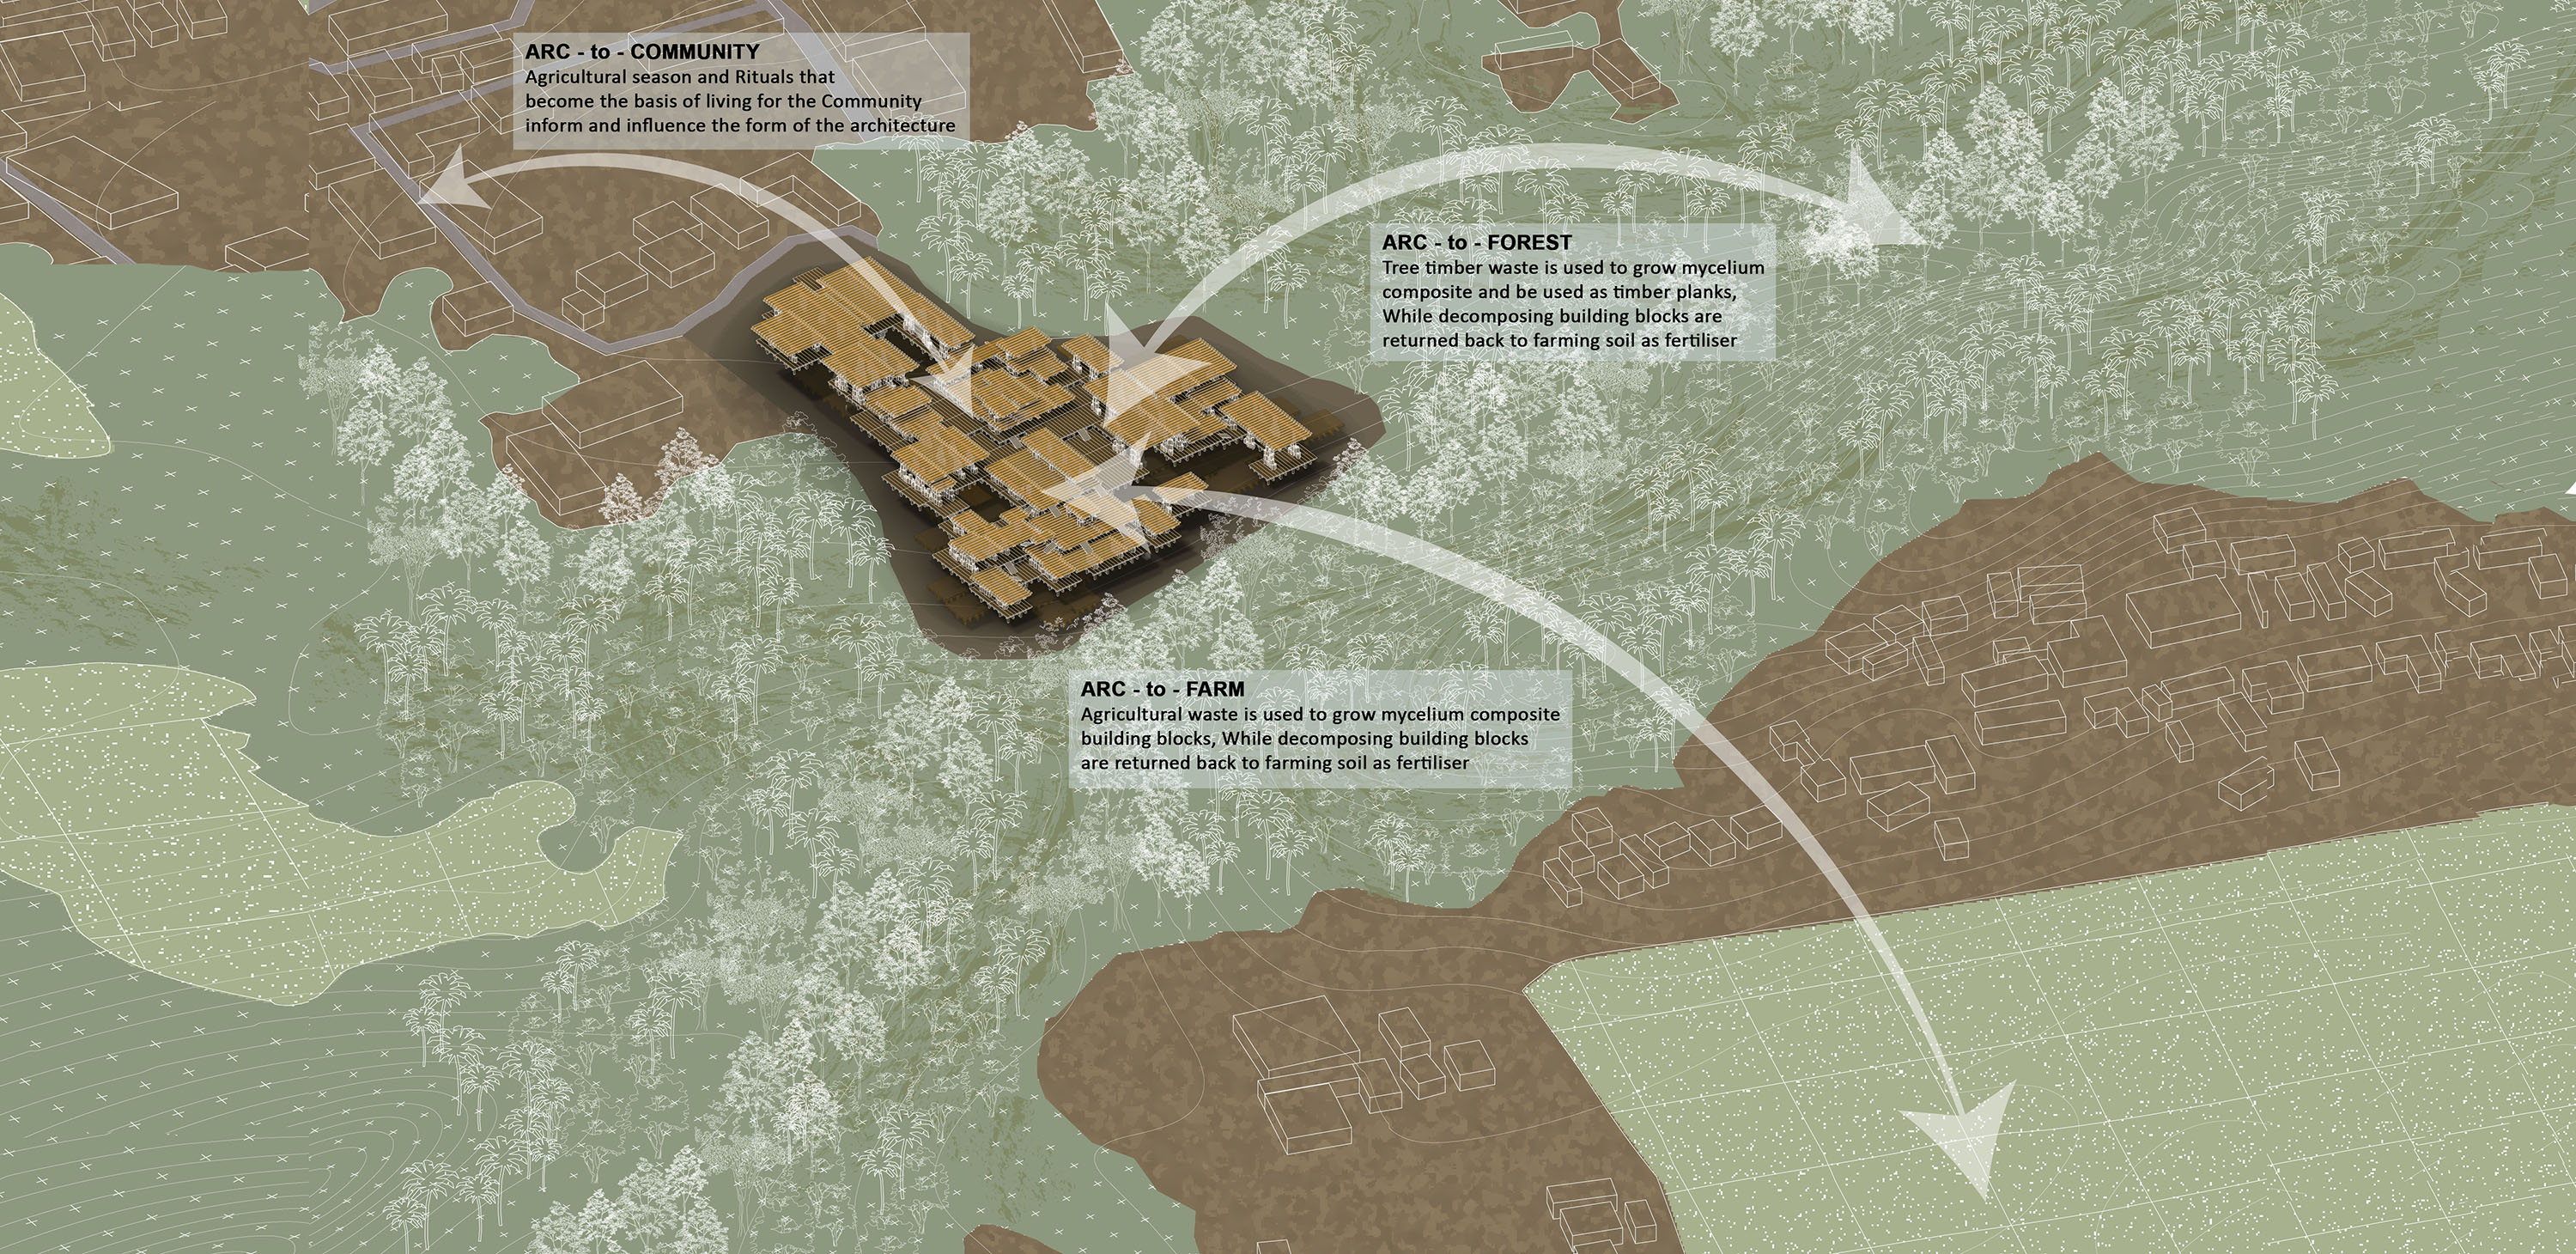 ARC - to - COMMUNITY
Agricultural season and Rituals that
become the basis of living for the Community
inform and influence the form of the architecture
ARC - to - FOREST
Tree timber waste is used to grow mycelium
composite and be used as timber planks,
While decomposing building blocks are
returned back to farming soil as fertiliser
ARC - to - FARM
Agricultural waste is used to grow mycelium composite
building blocks, While decomposing building blocks
are returned back to farming soil as fertiliser